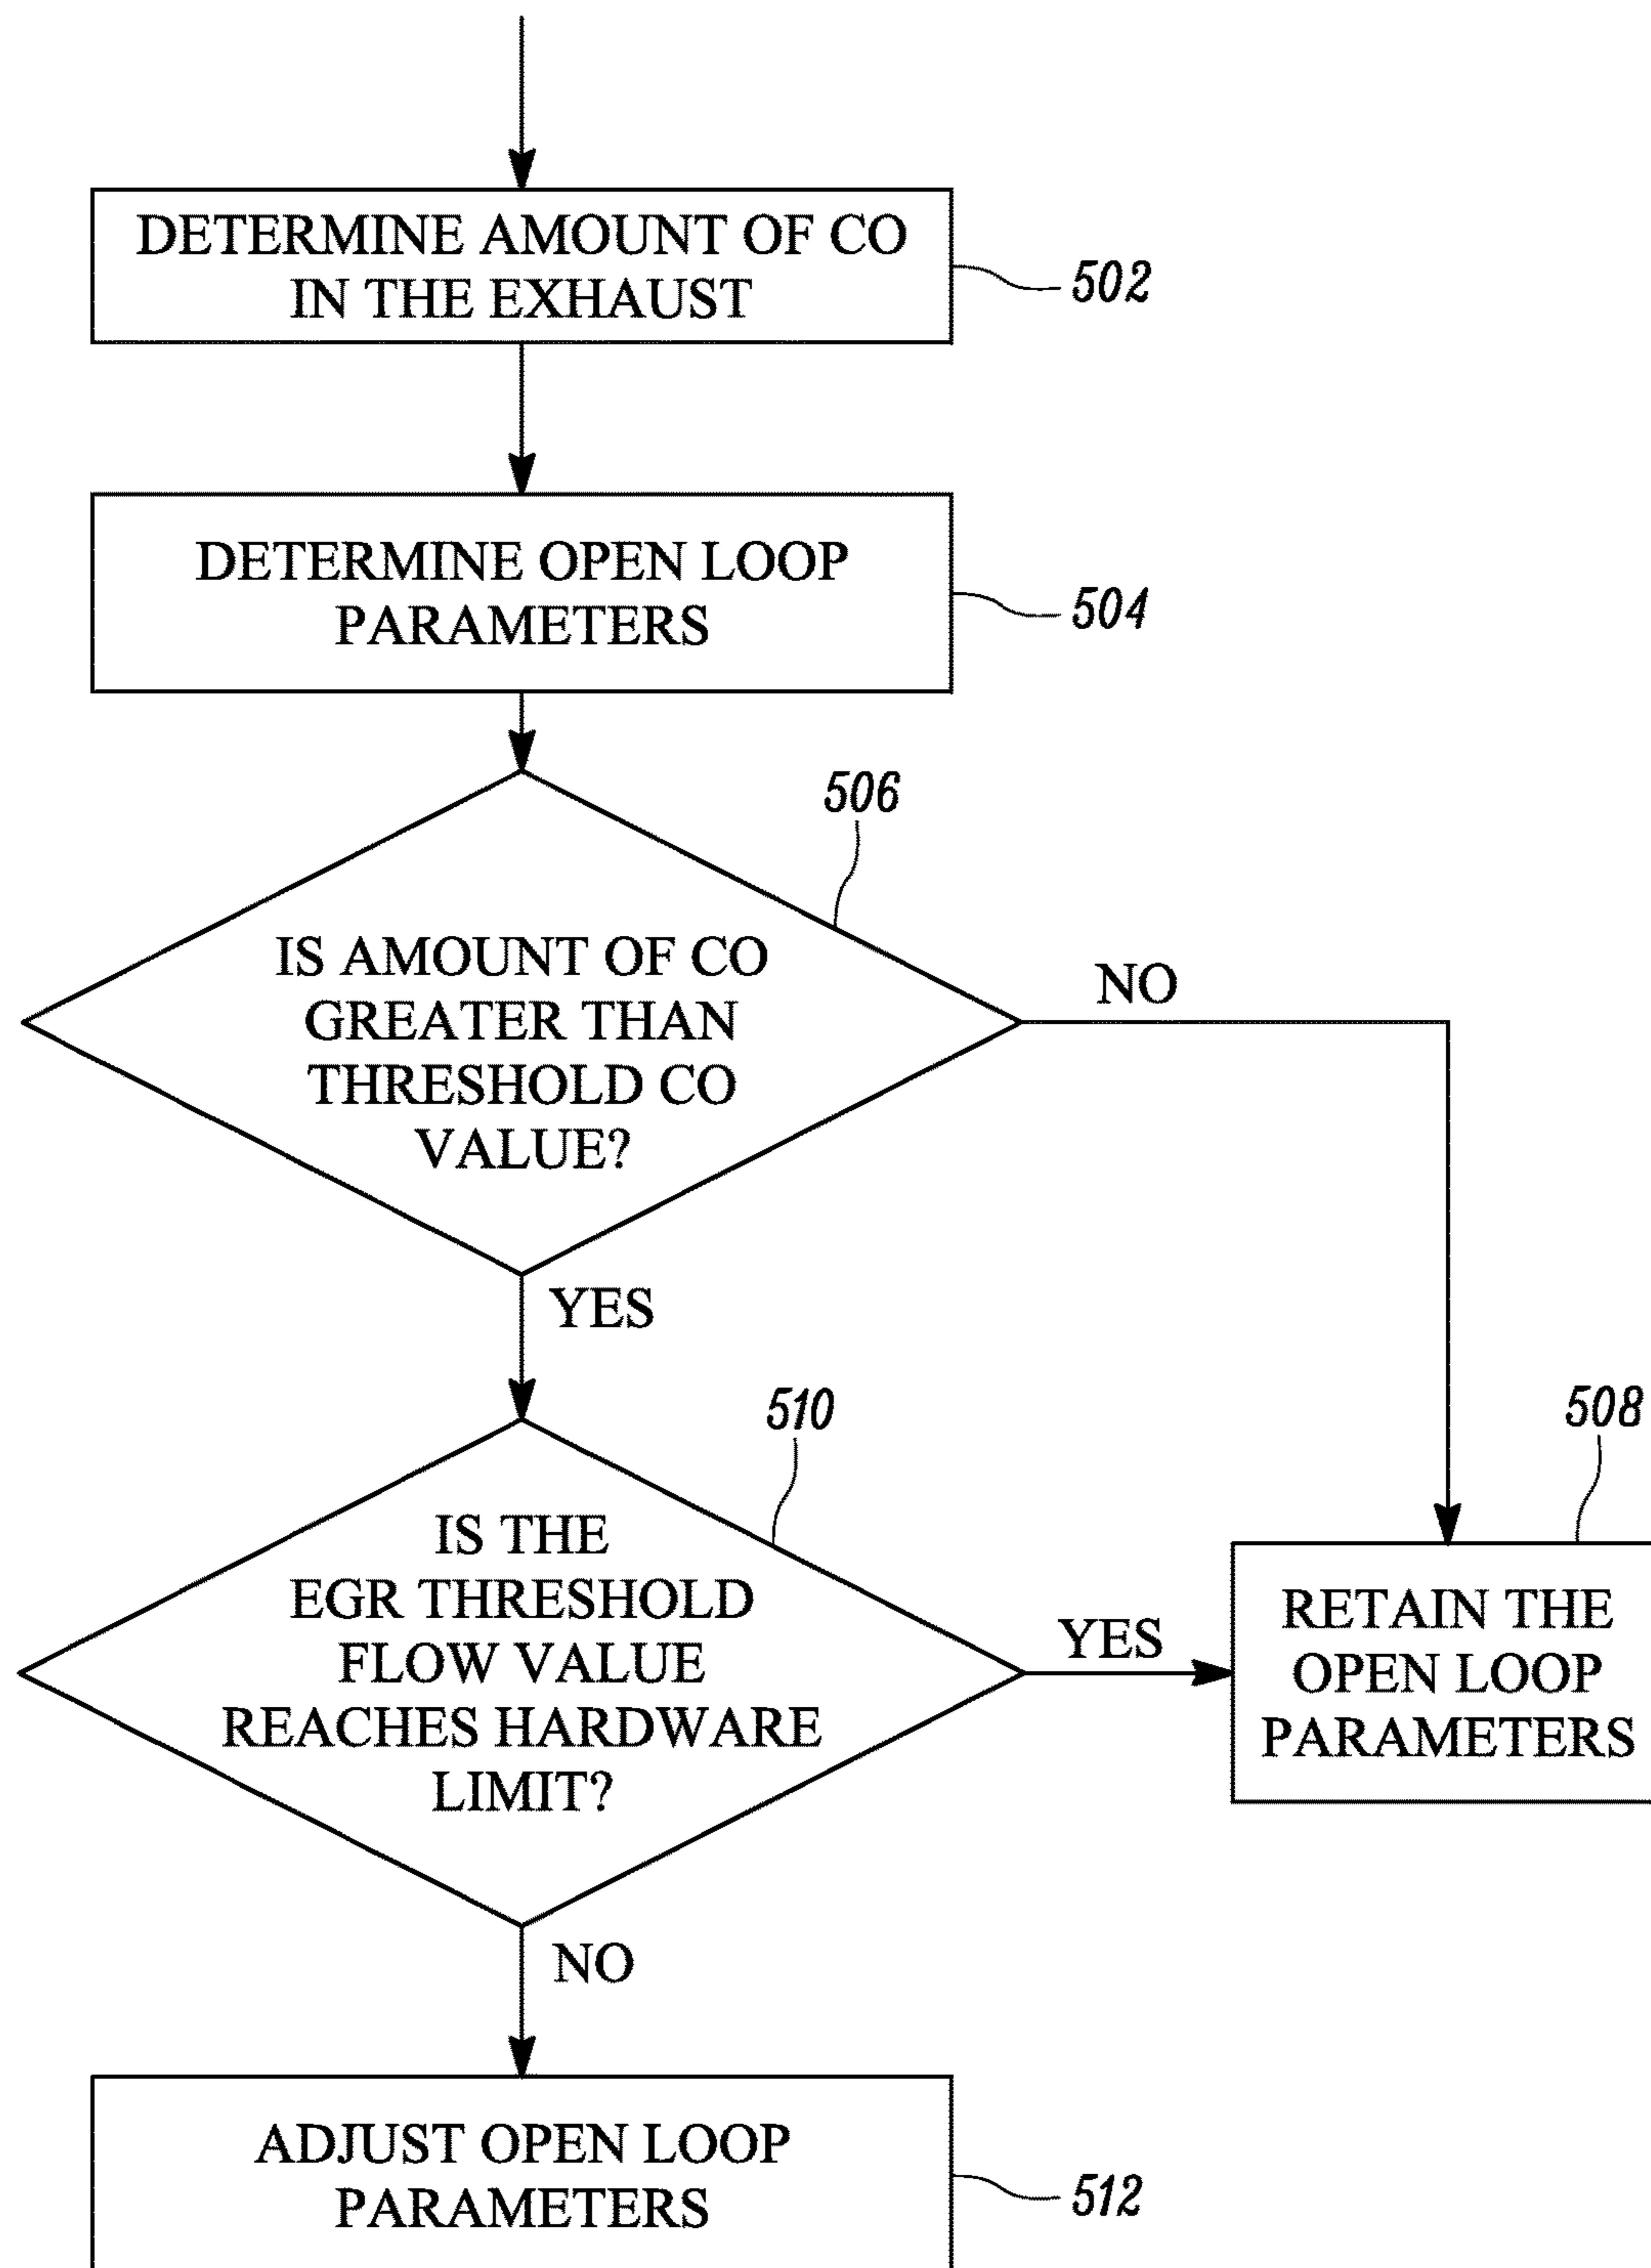 DETERMINE AMOUNT OF CO
IN THE EXHAUST
502
DETERMINE OPEN LOOP
PARAMETERS
504
506
IS AMOUNT OF CO
GREATER THAN
THRESHOLD CO
VALUE?
NO
YES
510
508
IS THE
EGR THRESHOLD
FLOW VALUE
REACHES HARDWARE
LIMIT?
YES
RETAIN THE
OPEN LOOP
PARAMETERS
NO
ADJUST OPEN LOOP
PARAMETERS
512